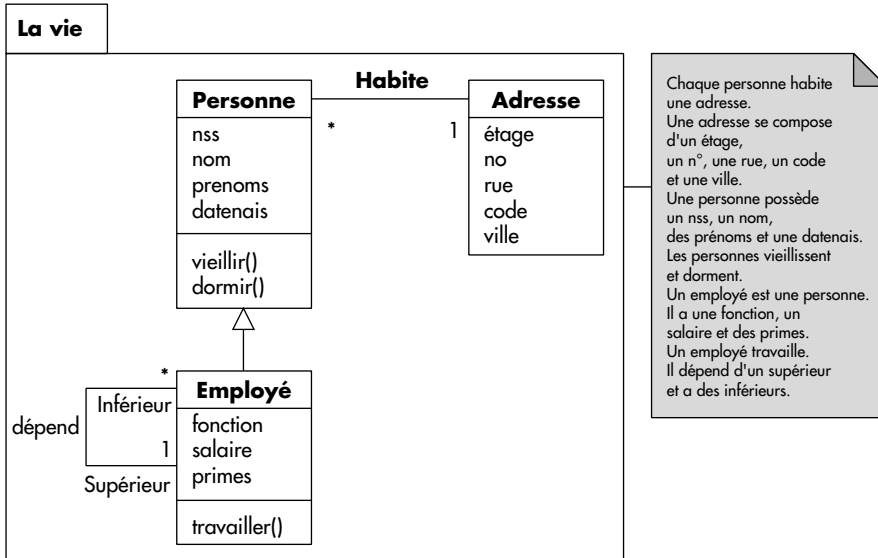 La vie
Habite
Personne
nss
nom
prenoms
datenais
vieillir()
dormir()
*
1
Adresse
étage
no
rue
code
ville
*
Inférieur
dépend
1
Supérieur
Employé
fonction
salaire
primes
travailler()
Chaque personne habite
une adresse.
Une adresse se compose
d'un étage,
un n°, une rue, un code
et une ville.
Une personne possède
un nss, un nom,
des prénoms et une datenais.
Les personnes vieillissent
et dorment.
Un employé est une personne.
Il a une fonction, un
salaire et des primes.
Un employé travaille.
Il dépend d'un supérieur
et a des inférieurs.